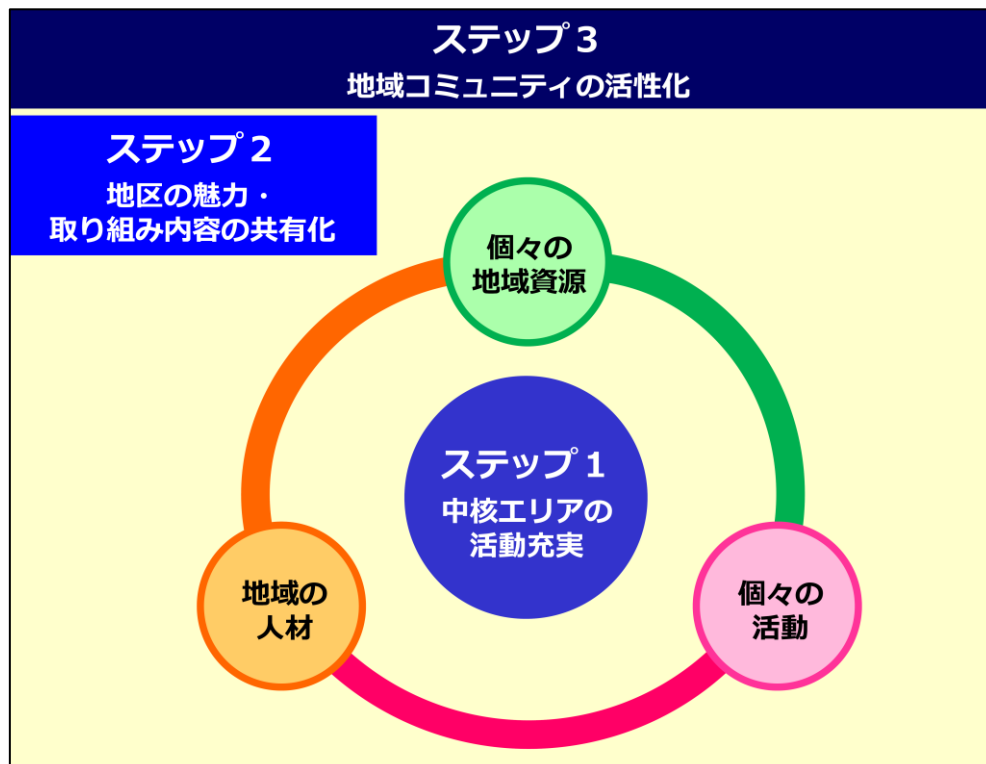 ステップ３
地域コミュニティの活性化
ステップ２
地区の魅力・
取り組み内容の共有化
個々の
地域資源
ステップ１
中核エリアの
活動充実
地域の
人材
個々の
活動